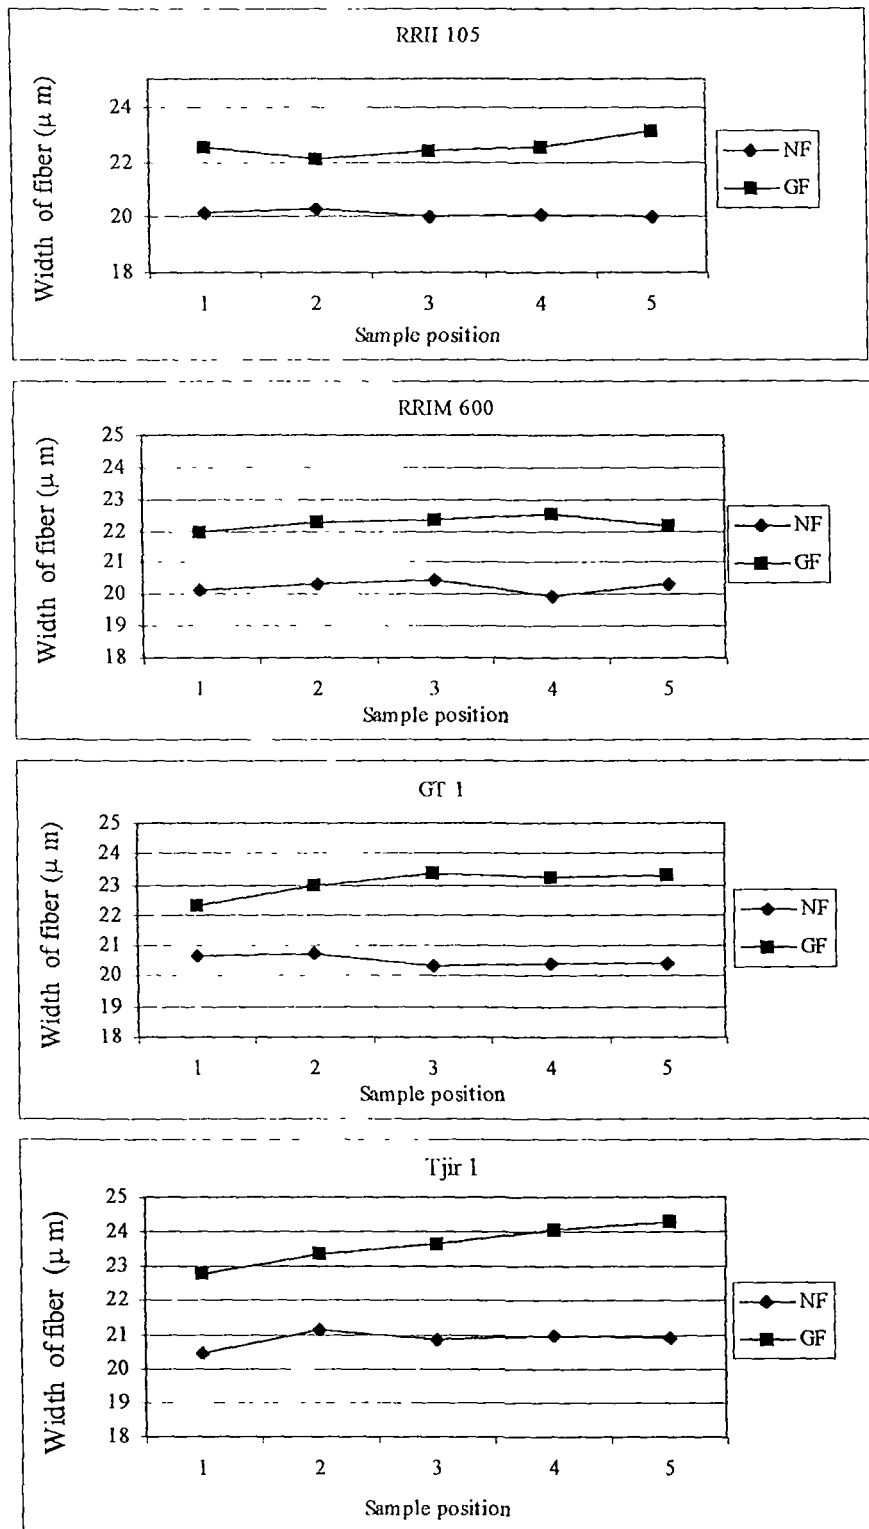 RRII 105
Width of fiber (μ m)
24
22
20
18
1 2 3 4 5
Sample position
NF
GF
RRIM 600
Width of fiber (μ m)
25
24
23
22
21
20
19
18
1 2 3 4 5
Sample position
NF
GF
GT 1
Width of fiber (μ m)
25
24
23
22
21
20
19
18
1 2 3 4 5
Sample position
NF
GF
Tjir 1
Width of fiber (μ m)
25
24
23
22
21
20
19
18
1 2 3 4 5
Sample position
NF
GF